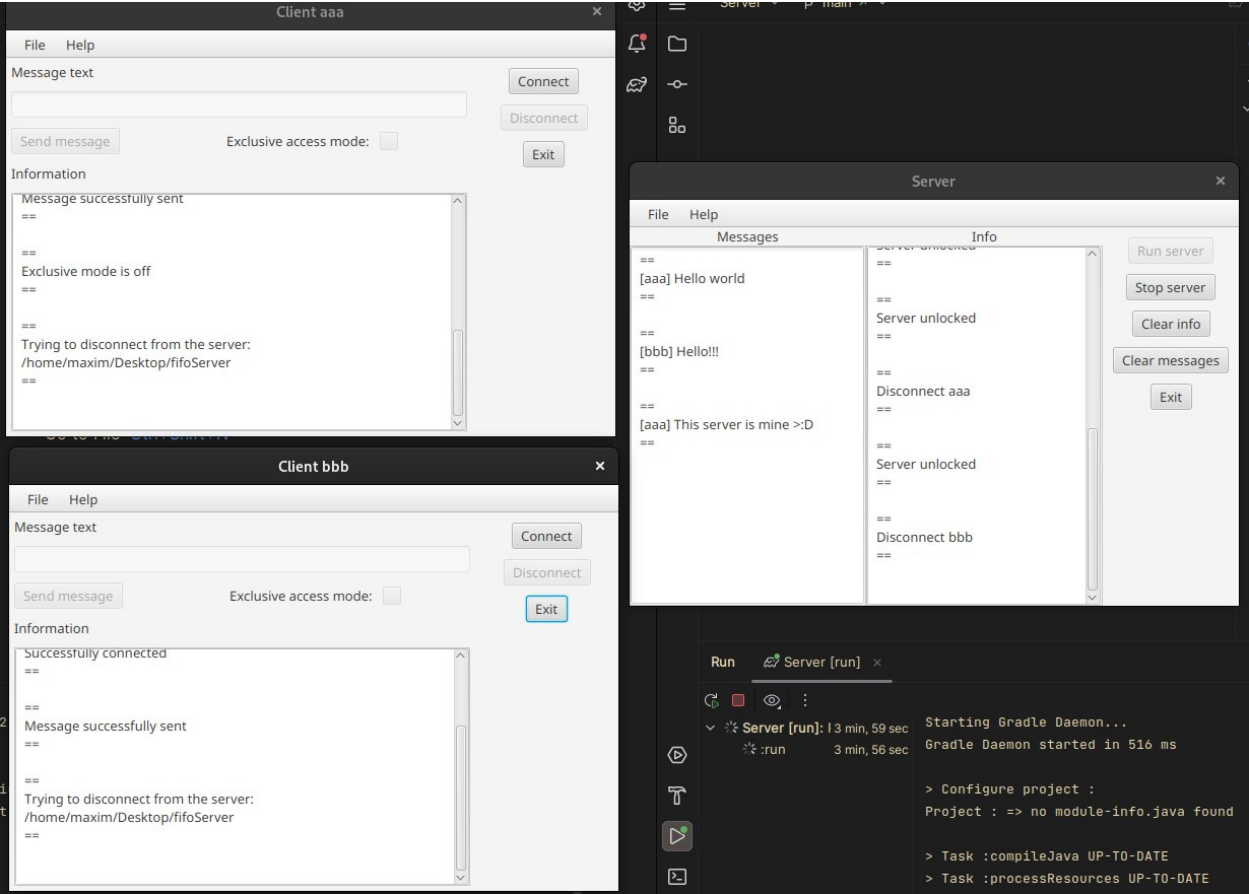 Client aaa
×
File Help
Message text
Connect
Disconnect
Send message
Exclusive access mode:
Exit
Information
Message successfully sent
==
==
Exclusive mode is off
==
==
Trying to disconnect from the server:
/home/maxim/Desktop/fifoServer
==
Client bbb
×
File Help
Message text
Connect
Disconnect
Send message
Exclusive access mode:
Exit
Information
Successfully connected
==
==
Message successfully sent
==
==
Trying to disconnect from the server:
/home/maxim/Desktop/fifoServer
==
Server
main
Server
×
File Help
Messages
Info
==
[aaa] Hello world
==
==
[bbb] Hello!!!
==
==
[aaa] This server is mine >:D
==
Server unlocked
==
==
Server unlocked
==
==
Disconnect aaa
==
==
Server unlocked
==
==
Disconnect bbb
==
Run server
Stop server
Clear info
Clear messages
Exit
Run
Server [run] ×
Server [run]: 3 min, 59 sec
:run 3 min, 56 sec
Starting Gradle Daemon...
Gradle Daemon started in 516 ms
> Configure project :
Project : => no module-info.java found
> Task :compileJava UP-TO-DATE
> Task :processResources UP-TO-DATE